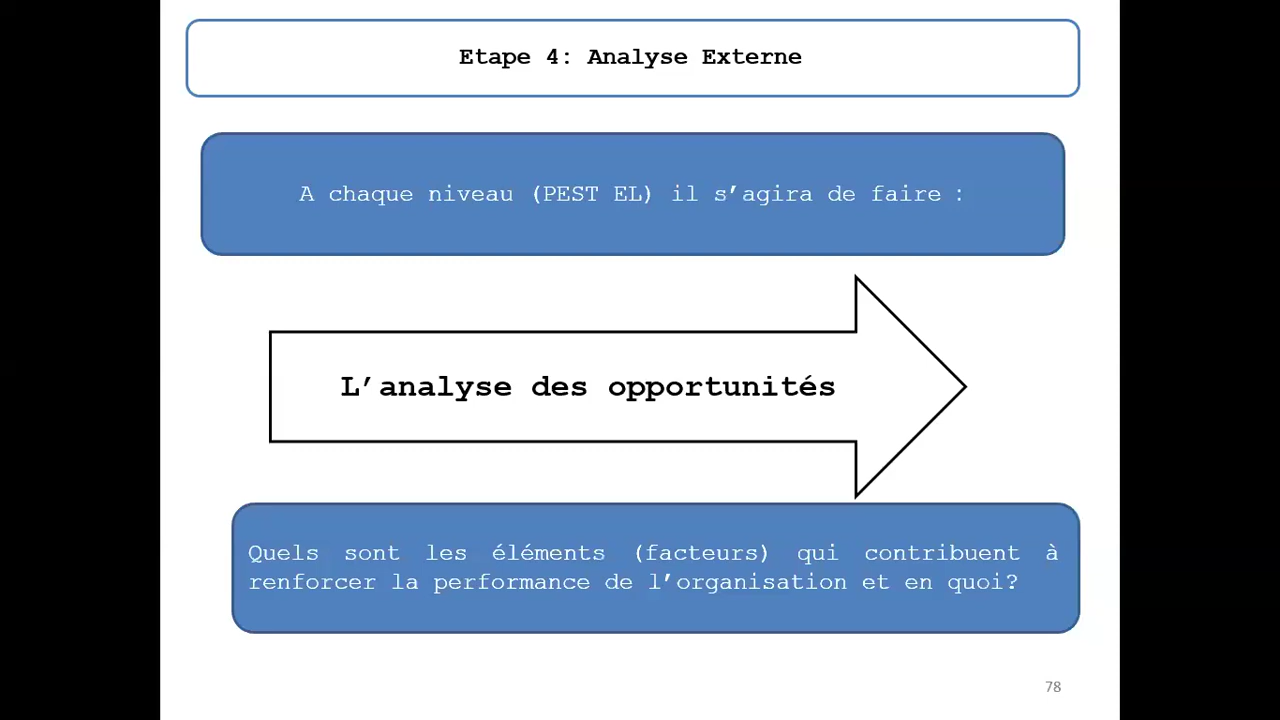 Etape 4: Analyse Externe
A chaque niveau (PEST EL) il s’agira de faire :
L’analyse des opportunités
Quels sont les éléments (facteurs) qui contribuent à
renforcer la performance de l’organisation et en quoi?
78